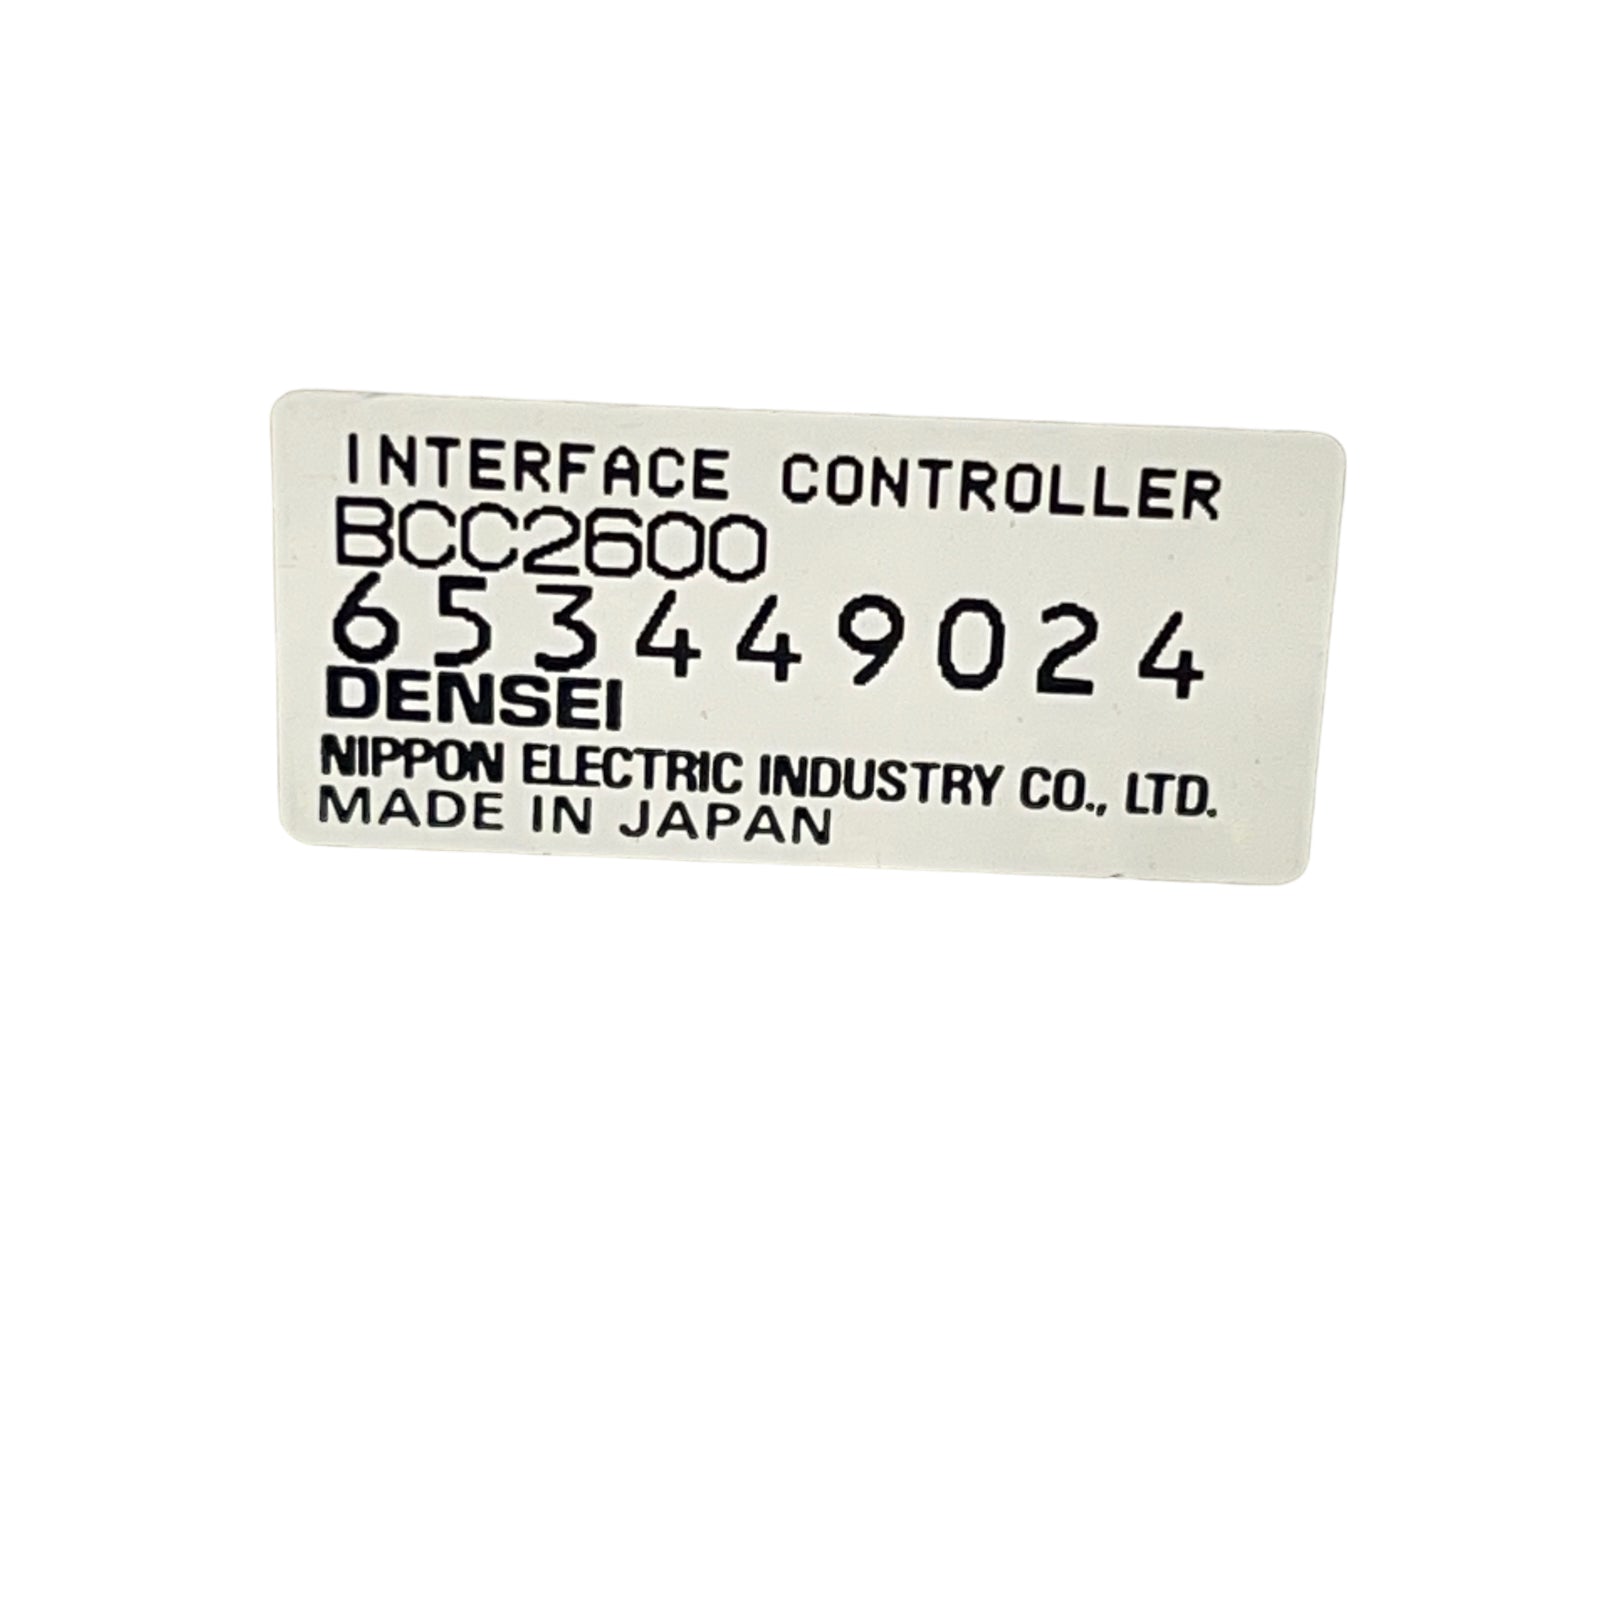 INTERFACE CONTROLLER
BCC2600
653449024
DENSEI
NIPPON ELECTRIC INDUSTRY CO., LTD.
MADE IN JAPAN